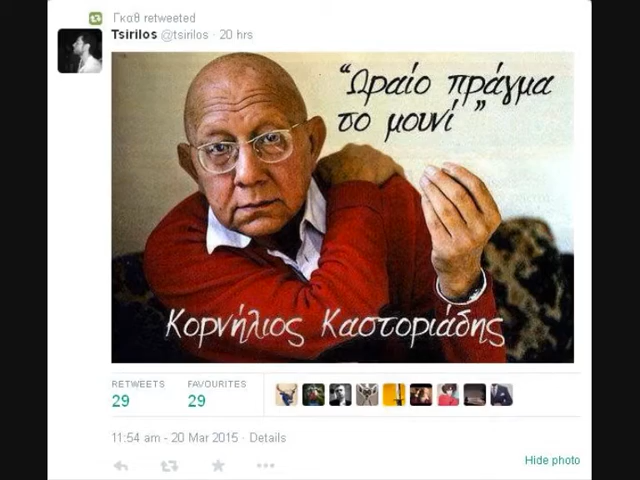 Γκαθ retweeted
Tsirilos @tsirilos · 20 hrs
“Ωραίο πράγμα
το μουνί”
Κορνήλιος Καστοριάδης
RETWEETS FAVOURITES
29 29
11:54 am - 20 Mar 2015 · Details
Hide photo